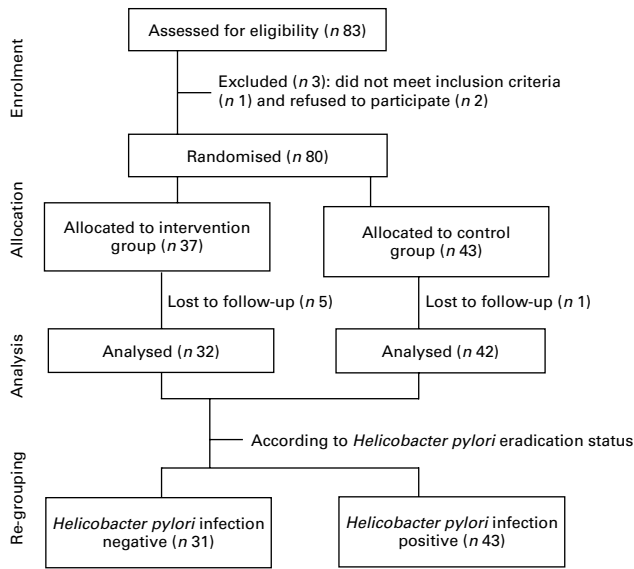 Enrolment
Assessed for eligibility (n 83)
Excluded (n 3): did not meet inclusion criteria
(n 1) and refused to participate (n 2)
Randomised (n 80)
Allocation
Allocated to intervention
group (n 37)
Allocated to control
group (n 43)
Lost to follow-up (n 5)
Lost to follow-up (n 1)
Analysis
Analysed (n 32)
Analysed (n 42)
According to Helicobacter pylori eradication status
Re-grouping
Helicobacter pylori infection
negative (n 31)
Helicobacter pylori infection
positive (n 43)